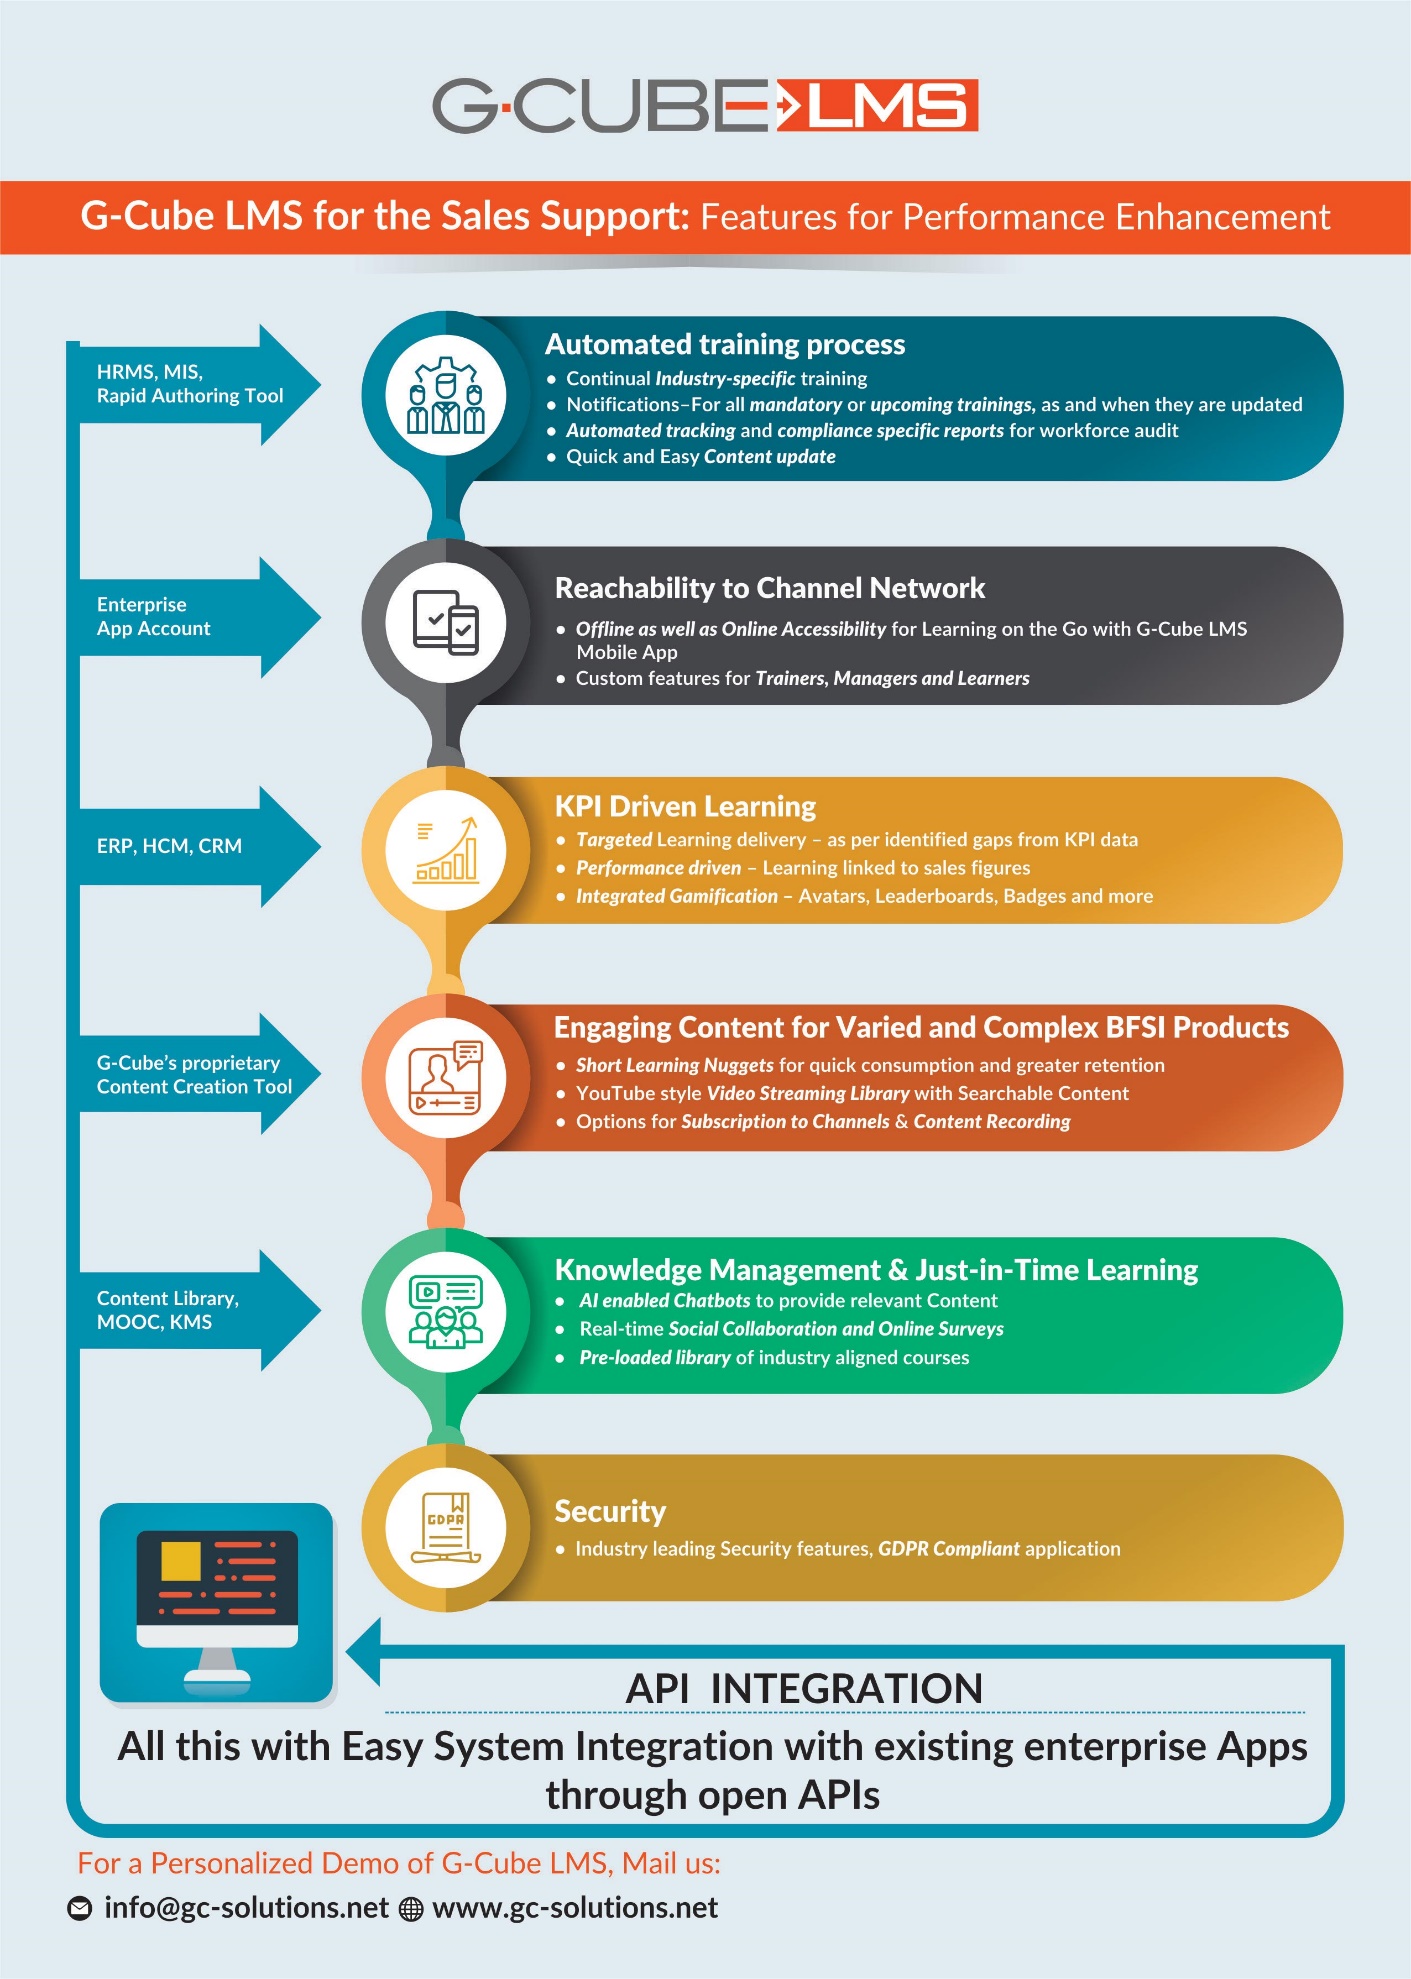 G·CUBE LMS
G-Cube LMS for the Sales Support: Features for Performance Enhancement
HRMS, MIS,
Rapid Authoring Tool
Automated training process
• Continual Industry-specific training
• Notifications–For all mandatory or upcoming trainings, as and when they are updated
• Automated tracking and compliance specific reports for workforce audit
• Quick and Easy Content update
Enterprise
App Account
Reachability to Channel Network
• Offline as well as Online Accessibility for Learning on the Go with G-Cube LMS
Mobile App
• Custom features for Trainers, Managers and Learners
ERP, HCM, CRM
KPI Driven Learning
• Targeted Learning delivery – as per identified gaps from KPI data
• Performance driven – Learning linked to sales figures
• Integrated Gamification – Avatars, Leaderboards, Badges and more
G-Cube's proprietary
Content Creation Tool
Engaging Content for Varied and Complex BFSI Products
• Short Learning Nuggets for quick consumption and greater retention
• YouTube style Video Streaming Library with Searchable Content
• Options for Subscription to Channels & Content Recording
Content Library,
MOOC, KMS
Knowledge Management & Just-in-Time Learning
• AI enabled Chatbots to provide relevant Content
• Real-time Social Collaboration and Online Surveys
• Pre-loaded library of industry aligned courses
GDPR
Security
• Industry leading Security features, GDPR Compliant application
API INTEGRATION
All this with Easy System Integration with existing enterprise Apps
through open APIs
For a Personalized Demo of G-Cube LMS, Mail us:
info@gc-solutions.net www.gc-solutions.net